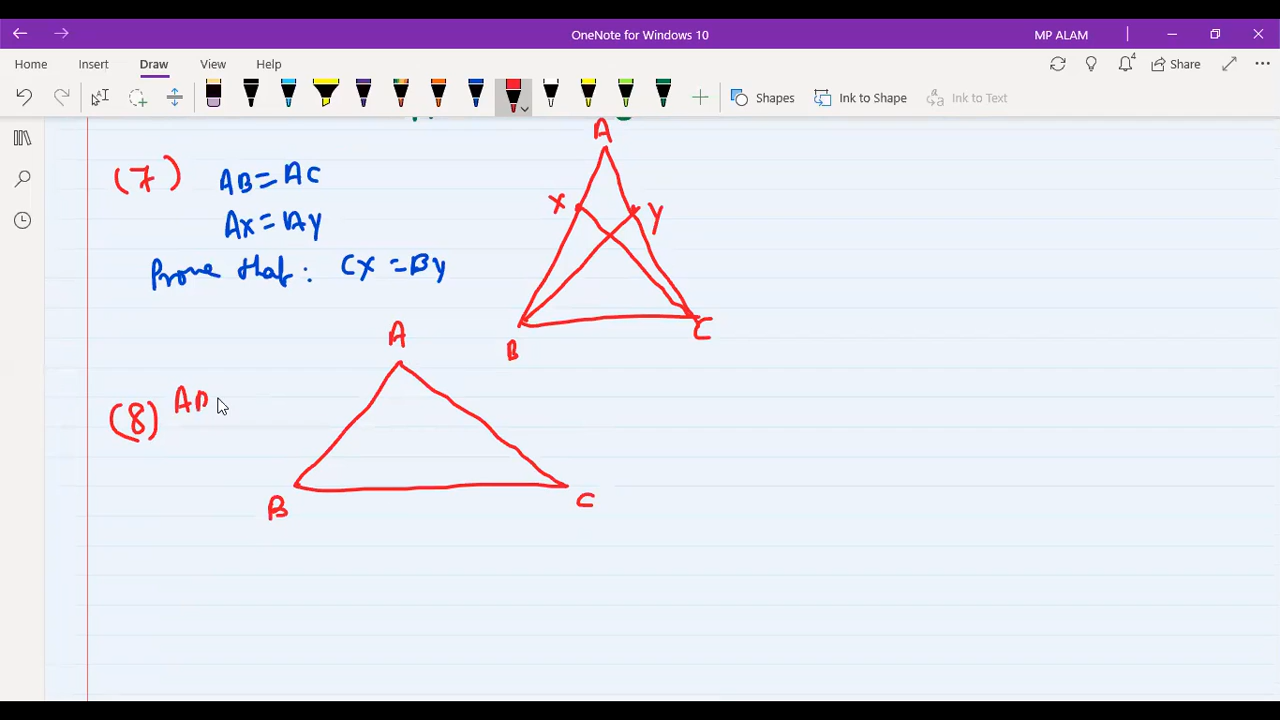 OneNote for Windows 10
MP ALAM
Home Insert Draw View Help Share
Shapes Ink to Shape Ink to Text
A
(7) AB = AC
X Y
AX = AY
Prove that : CX = BY
B C
A
(8)
B C